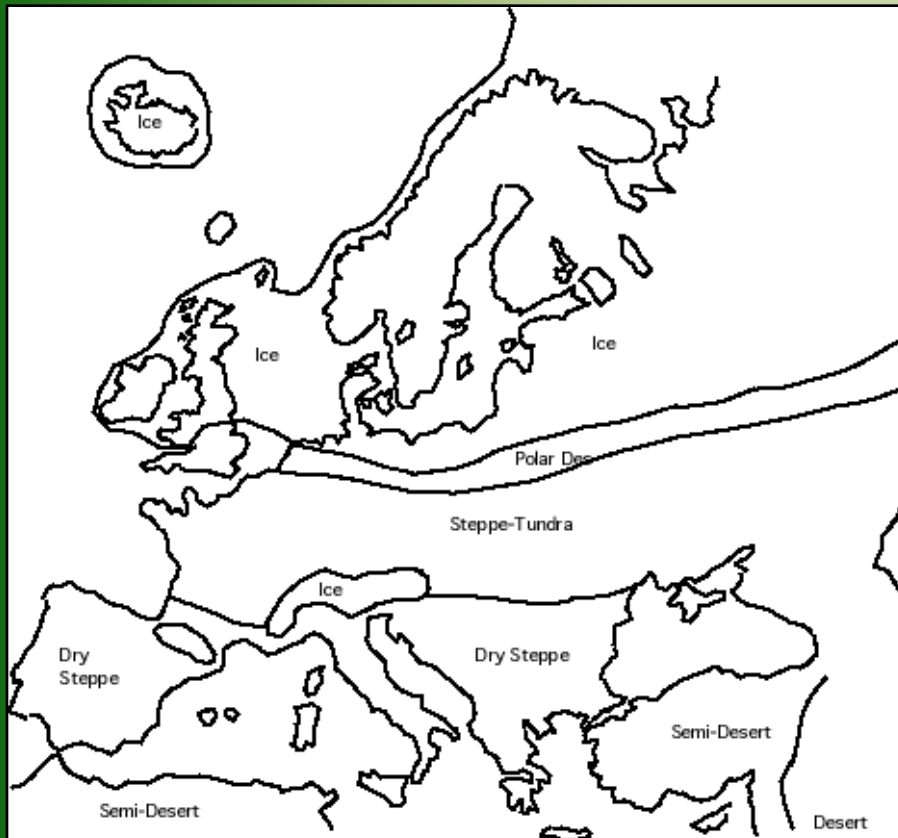 Ice
Ice
Ice
Polar Des
Steppe-Tundra
Ice
Dry
Steppe
Dry Steppe
Semi-Desert
Semi-Desert
Desert